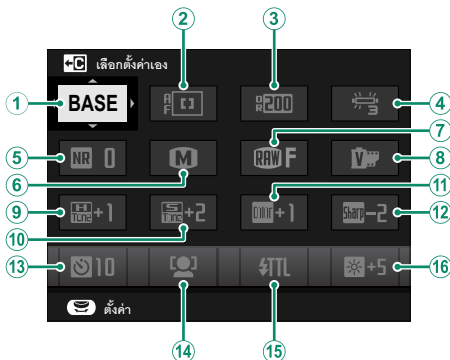 C เลือกตั้งค่าเอง
2 3
1 BASE AF DR200 3 4
5 NR 0 M RAW F V 8
6 7
9 H TONE +1 S TONE +2 Color +1 Sharp -2 12
10 11
13 10 TTL +5 16
ตั้งค่า
14 15